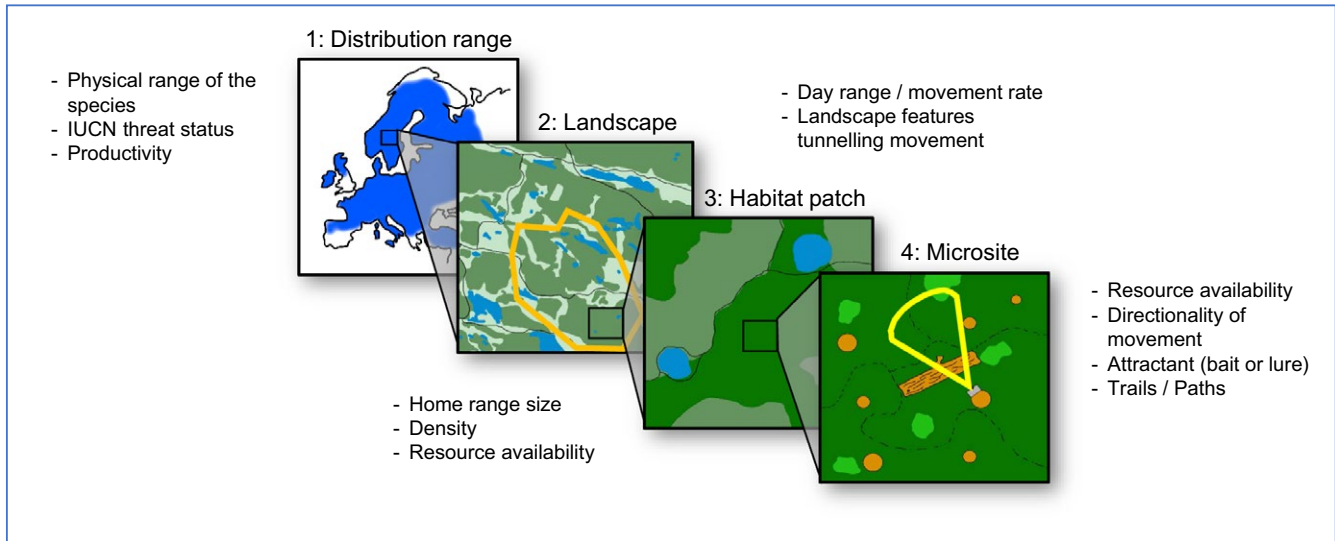 1: Distribution range
- Physical range of the
species
- IUCN threat status
- Productivity
2: Landscape
- Home range size
- Density
- Resource availability
- Day range / movement rate
- Landscape features
tunnelling movement
3: Habitat patch
4: Microsite
- Resource availability
- Directionality of
movement
- Attractant (bait or lure)
- Trails / Paths